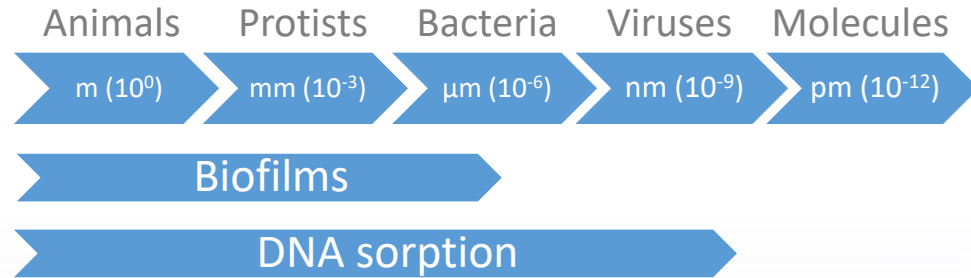 Animals Protists Bacteria Viruses Molecules
m (10⁰) mm (10⁻³) µm (10⁻⁶) nm (10⁻⁹) pm (10⁻¹²)
Biofilms
DNA sorption